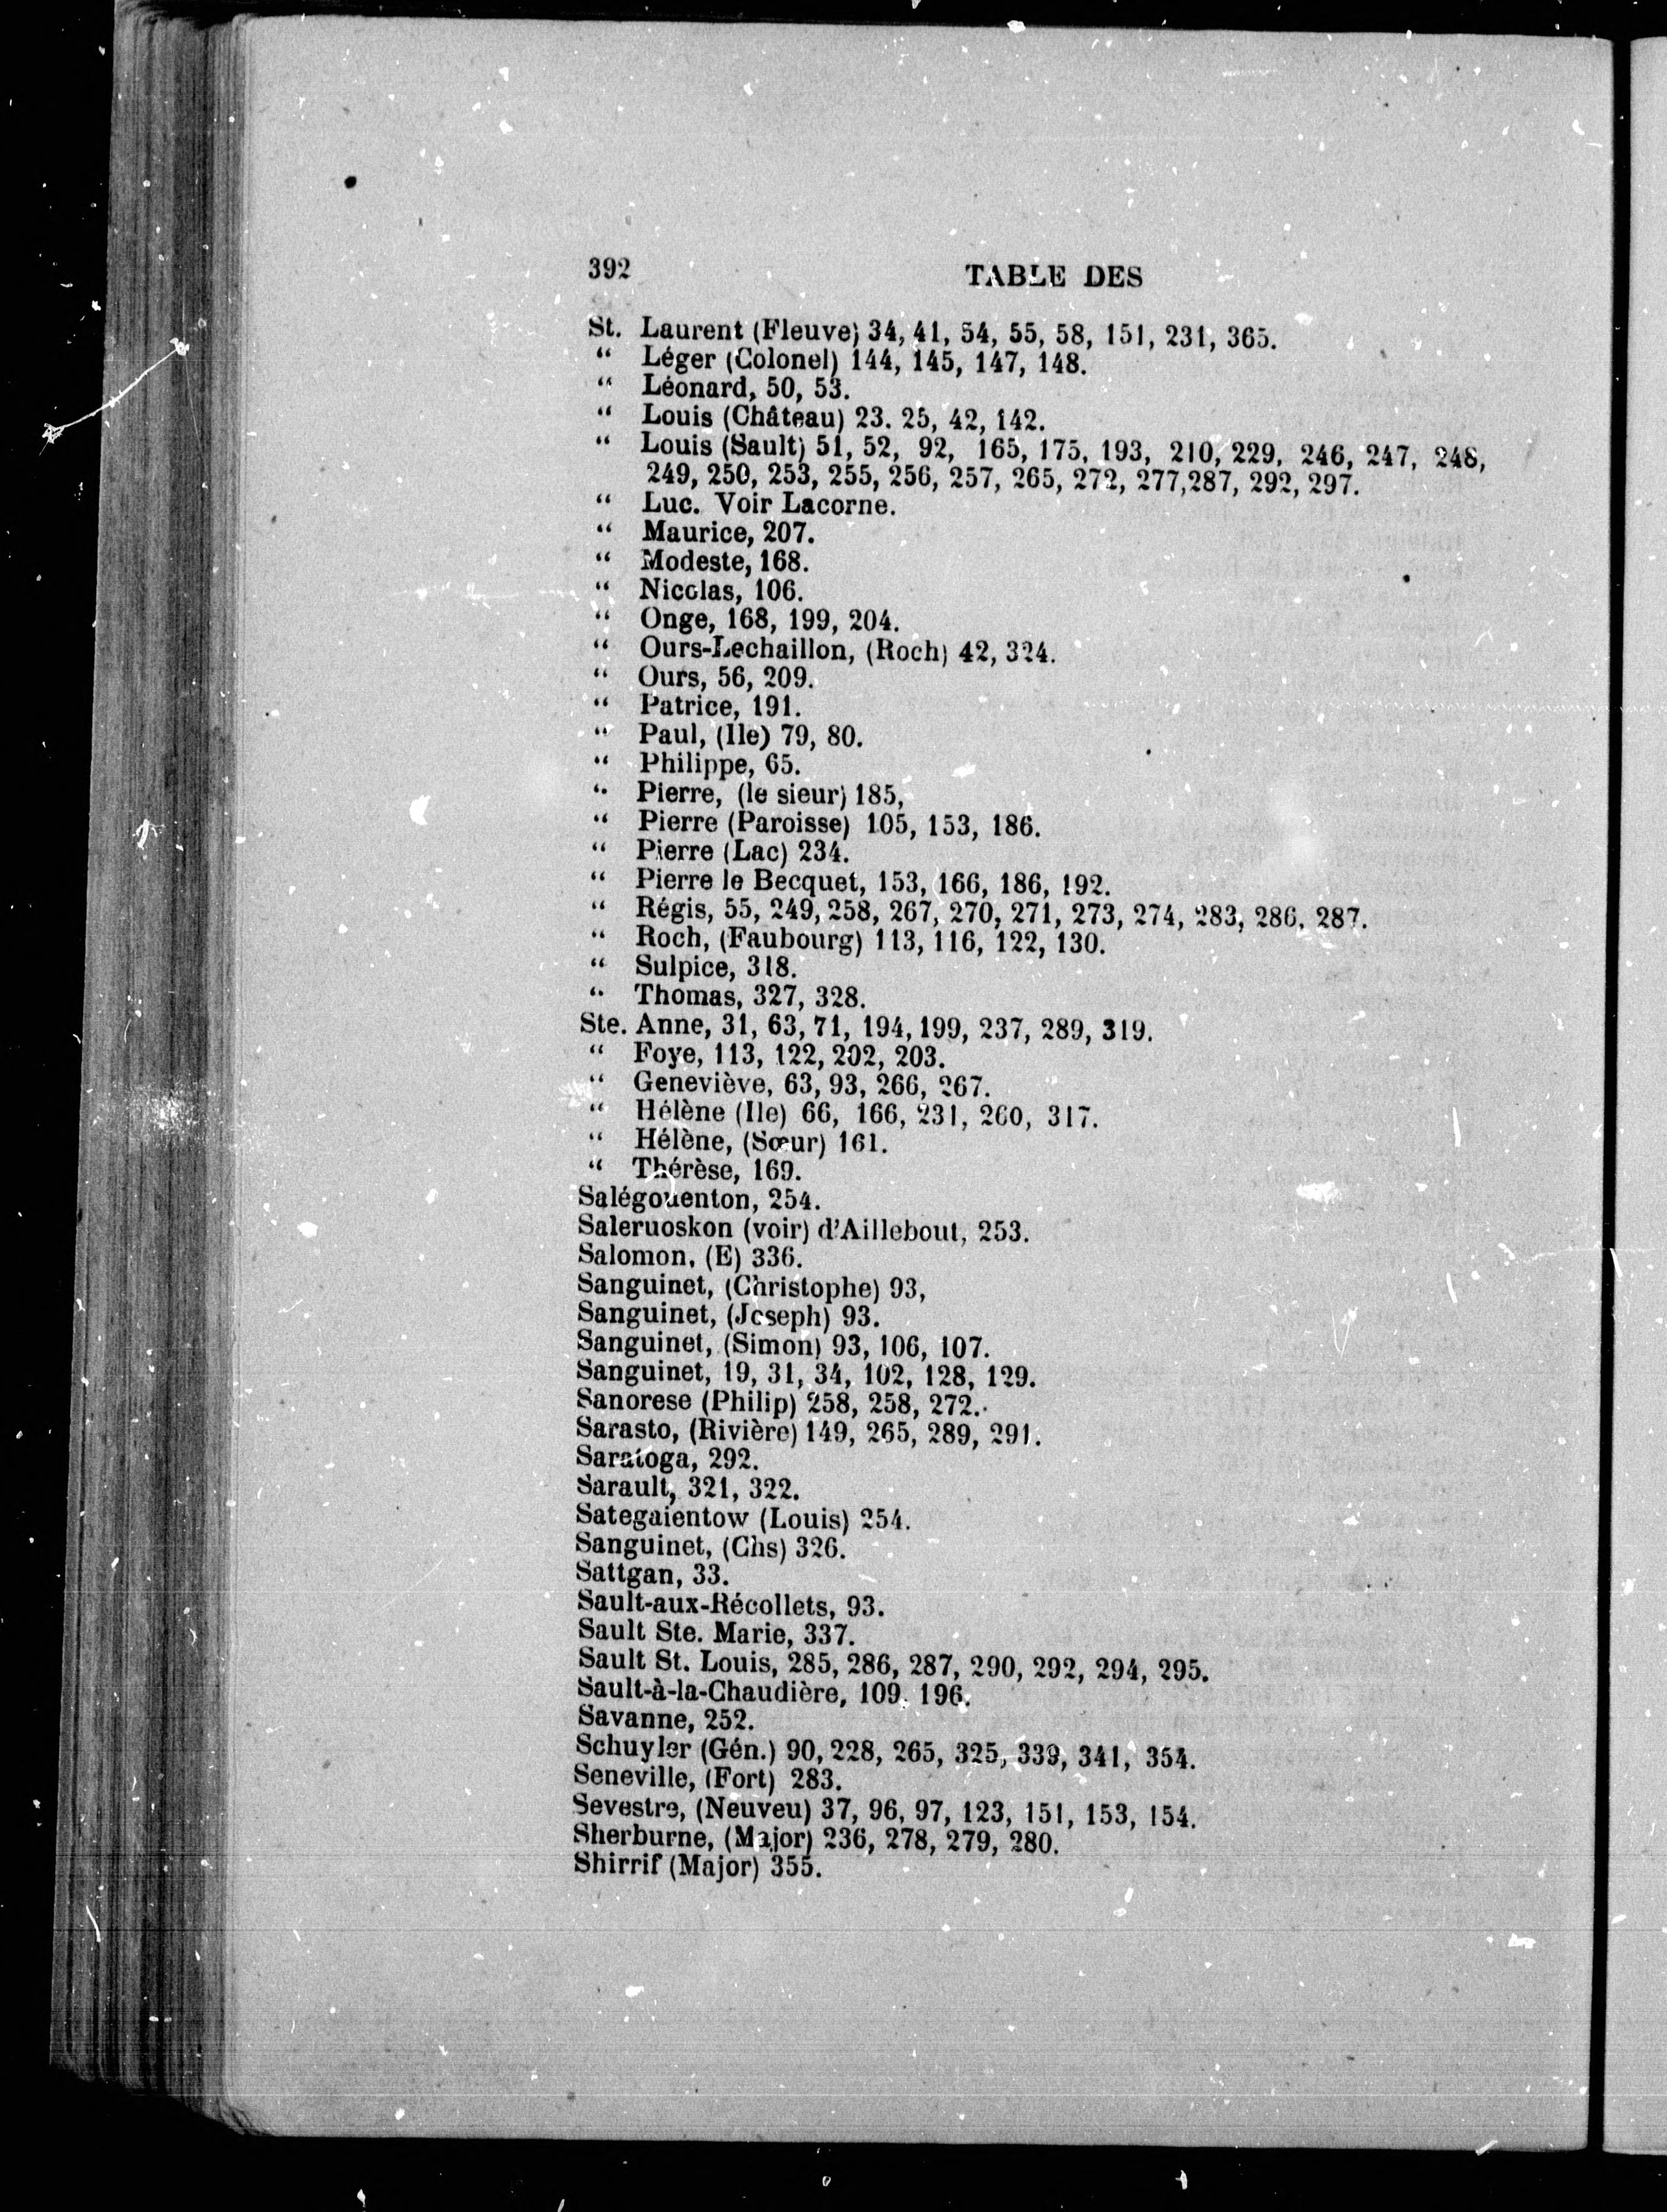 392 TABLE DES
St. Laurent (Fleuve) 34, 41, 54, 55, 58, 151, 231, 365.
“ Léger (Colonel) 144, 145, 147, 148.
“ Léonard, 50, 53.
“ Louis (Château) 23. 25, 42, 142.
“ Louis (Sault) 51, 52, 92, 165, 175, 193, 210, 229, 246, 247, 248,
249, 250, 253, 255, 256, 257, 265, 272, 277,287, 292, 297.
“ Luc. Voir Lacorne.
“ Maurice, 207.
“ Modeste, 168.
“ Nicolas, 106.
“ Onge, 168, 199, 204.
“ Ours-Lechaillon, (Roch) 42, 324.
“ Ours, 56, 209.
“ Patrice, 191.
“ Paul, (Ile) 79, 80.
“ Philippe, 65.
“ Pierre, (le sieur) 185,
“ Pierre (Paroisse) 105, 153, 186.
“ Pierre (Lac) 234.
“ Pierre le Becquet, 153, 166, 186, 192.
“ Régis, 55, 249, 258, 267, 270, 271, 273, 274, 283, 286, 287.
“ Roch, (Faubourg) 113, 116, 122, 130.
“ Sulpice, 318.
“ Thomas, 327, 328.
Ste. Anne, 31, 63, 71, 194, 199, 237, 289, 319.
“ Foye, 113, 122, 202, 203.
“ Geneviève, 63, 93, 266, 267.
“ Hélène (Ile) 66, 166, 231, 260, 317.
“ Hélène, (Sœur) 161.
“ Thérèse, 169.
Salégouenton, 254.
Saleruoskon (voir) d'Aillebout, 253.
Salomon, (E) 336.
Sanguinet, (Christophe) 93,
Sanguinet, (Joseph) 93.
Sanguinet, (Simon) 93, 106, 107.
Sanguinet, 19, 31, 34, 102, 128, 129.
Sanorese (Philip) 258, 258, 272.
Sarasto, (Rivière) 149, 265, 289, 291.
Saratoga, 292.
Sarault, 321, 322.
Sategaientow (Louis) 254.
Sanguinet, (Chs) 326.
Sattgan, 33.
Sault-aux-Récollets, 93.
Sault Ste. Marie, 337.
Sault St. Louis, 285, 286, 287, 290, 292, 294, 295.
Sault-à-la-Chaudière, 109, 196.
Savanne, 252.
Schuyler (Gén.) 90, 228, 265, 325, 339, 341, 354.
Seneville, (Fort) 283.
Sevestre, (Neuveu) 37, 96, 97, 123, 151, 153, 154.
Sherburne, (Major) 236, 278, 279, 280.
Shirrif (Major) 355.